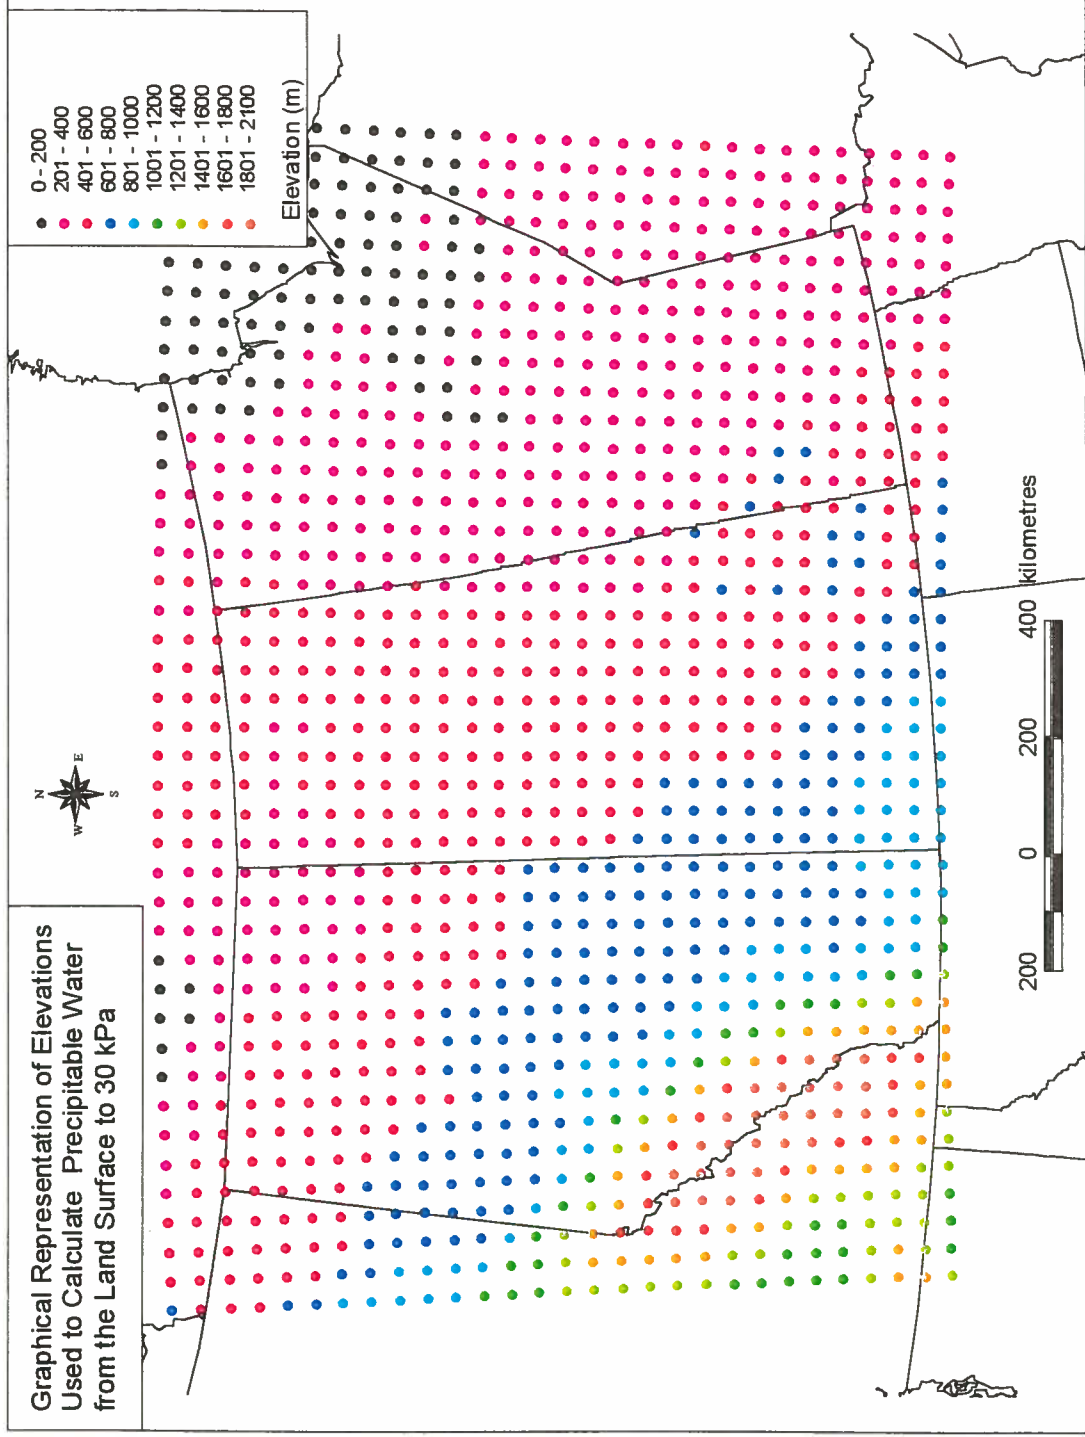 Graphical Representation of Elevations
Used to Calculate Precipitable Water
from the Land Surface to 30 kPa
N
W
E
S
0 - 200
201 - 400
401 - 600
601 - 800
801 - 1000
1001 - 1200
1201 - 1400
1401 - 1600
1601 - 1800
1801 - 2100
Elevation (m)
200 0 200 400 kilometres